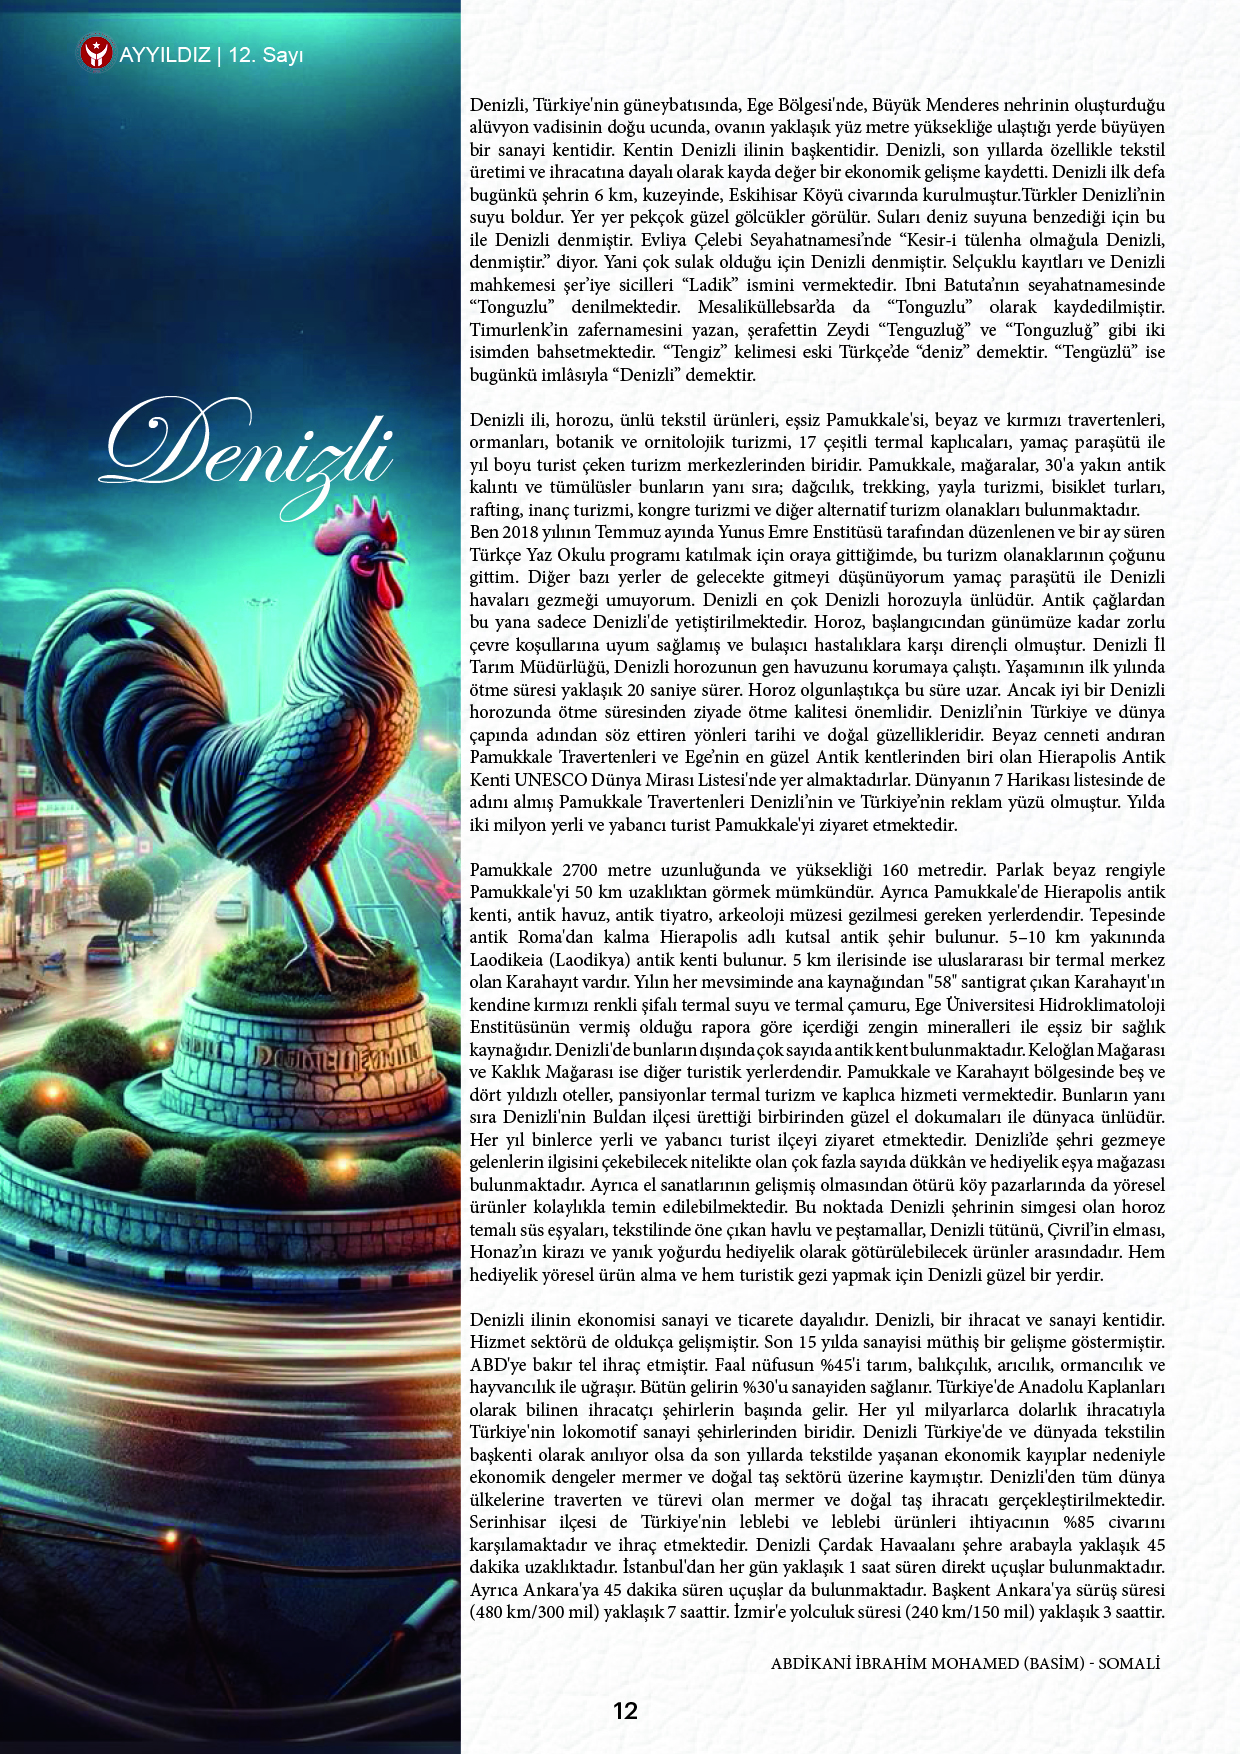 AYYILDIZ | 12. Sayı
Denizli
Denizli, Türkiye'nin güneybatısında, Ege Bölgesi'nde, Büyük Menderes nehrinin oluşturduğu
alüvyon vadisinin doğu ucunda, ovanın yaklaşık yüz metre yüksekliğe ulaştığı yerde büyüyen
bir sanayi kentidir. Kentin Denizli ilinin başkentidir. Denizli, son yıllarda özellikle tekstil
üretimi ve ihracatına dayalı olarak kayda değer bir ekonomik gelişme kaydetti. Denizli ilk defa
bugünkü şehrin 6 km, kuzeyinde, Eskihisar Köyü civarında kurulmuştur.Türkler Denizli’nin
suyu boldur. Yer yer pekçok güzel gölcükler görülür. Suları deniz suyuna benzediği için bu
ile Denizli denmiştir. Evliya Çelebi Seyahatnamesi’nde “Kesir-i tülenha olmağula Denizli,
denmiştir.” diyor. Yani çok sulak olduğu için Denizli denmiştir. Selçuklu kayıtları ve Denizli
mahkemesi şer’iye sicilleri “Ladik” ismini vermektedir. Ibni Batuta’nın seyahatnamesinde
“Tonguzlu” denilmektedir. Mesaliküllebsar’da da “Tonguzlu” olarak kaydedilmiştir.
Timurlenk’in zafernamesini yazan, şerafettin Zeydi “Tenguzluğ” ve “Tonguzluğ” gibi iki
isimden bahsetmektedir. “Tengiz” kelimesi eski Türkçe’de “deniz” demektir. “Tengüzlü” ise
bugünkü imlâsıyla “Denizli” demektir.
Denizli ili, horozu, ünlü tekstil ürünleri, eşsiz Pamukkale'si, beyaz ve kırmızı travertenleri,
ormanları, botanik ve ornitolojik turizmi, 17 çeşitli termal kaplıcaları, yamaç paraşütü ile
yıl boyu turist çeken turizm merkezlerinden biridir. Pamukkale, mağaralar, 30'a yakın antik
kalıntı ve tümülüsler bunların yanı sıra; dağcılık, trekking, yayla turizmi, bisiklet turları,
rafting, inanç turizmi, kongre turizmi ve diğer alternatif turizm olanakları bulunmaktadır.
Ben 2018 yılının Temmuz ayında Yunus Emre Enstitüsü tarafından düzenlenen ve bir ay süren
Türkçe Yaz Okulu programı katılmak için oraya gittiğimde, bu turizm olanaklarının çoğunu
gittim. Diğer bazı yerler de gelecekte gitmeyi düşünüyorum yamaç paraşütü ile Denizli
havaları gezmeği umuyorum. Denizli en çok Denizli horozuyla ünlüdür. Antik çağlardan
bu yana sadece Denizli'de yetiştirilmektedir. Horoz, başlangıcından günümüze kadar zorlu
çevre koşullarına uyum sağlamış ve bulaşıcı hastalıklara karşı dirençli olmuştur. Denizli İl
Tarım Müdürlüğü, Denizli horozunun gen havuzunu korumaya çalıştı. Yaşamının ilk yılında
ötme süresi yaklaşık 20 saniye sürer. Horoz olgunlaştıkça bu süre uzar. Ancak iyi bir Denizli
horozunda ötme süresinden ziyade ötme kalitesi önemlidir. Denizli’nin Türkiye ve dünya
çapında adından söz ettiren yönleri tarihi ve doğal güzellikleridir. Beyaz cenneti andıran
Pamukkale Travertenleri ve Ege’nin en güzel Antik kentlerinden biri olan Hierapolis Antik
Kenti UNESCO Dünya Mirası Listesi'nde yer almaktadırlar. Dünyanın 7 Harikası listesinde de
adını almış Pamukkale Travertenleri Denizli’nin ve Türkiye’nin reklam yüzü olmuştur. Yılda
iki milyon yerli ve yabancı turist Pamukkale'yi ziyaret etmektedir.
Pamukkale 2700 metre uzunluğunda ve yüksekliği 160 metredir. Parlak beyaz rengiyle
Pamukkale'yi 50 km uzaklıktan görmek mümkündür. Ayrıca Pamukkale'de Hierapolis antik
kenti, antik havuz, antik tiyatro, arkeoloji müzesi gezilmesi gereken yerlerdendir. Tepesinde
antik Roma'dan kalma Hierapolis adlı kutsal antik şehir bulunur. 5–10 km yakınında
Laodikeia (Laodikya) antik kenti bulunur. 5 km ilerisinde ise uluslararası bir termal merkez
olan Karahayıt vardır. Yılın her mevsiminde ana kaynağından "58" santigrat çıkan Karahayıt'ın
kendine kırmızı renkli şifalı termal suyu ve termal çamuru, Ege Üniversitesi Hidroklimatoloji
Enstitüsünün vermiş olduğu rapora göre içerdiği zengin mineralleri ile eşsiz bir sağlık
kaynağıdır. Denizli'de bunların dışında çok sayıda antik kent bulunmaktadır. Keloğlan Mağarası
ve Kaklık Mağarası ise diğer turistik yerlerdendir. Pamukkale ve Karahayıt bölgesinde beş ve
dört yıldızlı oteller, pansiyonlar termal turizm ve kaplıca hizmeti vermektedir. Bunların yanı
sıra Denizli'nin Buldan ilçesi ürettiği birbirinden güzel el dokumaları ile dünyaca ünlüdür.
Her yıl binlerce yerli ve yabancı turist ilçeyi ziyaret etmektedir. Denizli’de şehri gezmeye
gelenlerin ilgisini çekebilecek nitelikte olan çok fazla sayıda dükkân ve hediyelik eşya mağazası
bulunmaktadır. Ayrıca el sanatlarının gelişmiş olmasından ötürü köy pazarlarında da yöresel
ürünler kolaylıkla temin edilebilmektedir. Bu noktada Denizli şehrinin simgesi olan horoz
temalı süs eşyaları, tekstilinde öne çıkan havlu ve peştamallar, Denizli tütünü, Çivril’in elması,
Honaz’ın kirazı ve yanık yoğurdu hediyelik olarak götürülebilecek ürünler arasındadır. Hem
hediyelik yöresel ürün alma ve hem turistik gezi yapmak için Denizli güzel bir yerdir.
Denizli ilinin ekonomisi sanayi ve ticarete dayalıdır. Denizli, bir ihracat ve sanayi kentidir.
Hizmet sektörü de oldukça gelişmiştir. Son 15 yılda sanayisi müthiş bir gelişme göstermiştir.
ABD'ye bakır tel ihraç etmiştir. Faal nüfusun %45'i tarım, balıkçılık, arıcılık, ormancılık ve
hayvancılık ile uğraşır. Bütün gelirin %30'u sanayiden sağlanır. Türkiye'de Anadolu Kaplanları
olarak bilinen ihracatçı şehirlerin başında gelir. Her yıl milyarlarca dolarlık ihracatıyla
Türkiye'nin lokomotif sanayi şehirlerinden biridir. Denizli Türkiye'de ve dünyada tekstilin
başkenti olarak anılıyor olsa da son yıllarda tekstilde yaşanan ekonomik kayıplar nedeniyle
ekonomik dengeler mermer ve doğal taş sektörü üzerine kaymıştır. Denizli'den tüm dünya
ülkelerine traverten ve türevi olan mermer ve doğal taş ihracatı gerçekleştirilmektedir.
Serinhisar ilçesi de Türkiye'nin leblebi ve leblebi ürünleri ihtiyacının %85 civarını
karşılamaktadır ve ihraç etmektedir. Denizli Çardak Havaalanı şehre arabayla yaklaşık 45
dakika uzaklıktadır. İstanbul'dan her gün yaklaşık 1 saat süren direkt uçuşlar bulunmaktadır.
Ayrıca Ankara'ya 45 dakika süren uçuşlar da bulunmaktadır. Başkent Ankara'ya sürüş süresi
(480 km/300 mil) yaklaşık 7 saattir. İzmir'e yolculuk süresi (240 km/150 mil) yaklaşık 3 saattir.
ABDİKANİ İBRAHİM MOHAMED (BASİM) - SOMALİ
12